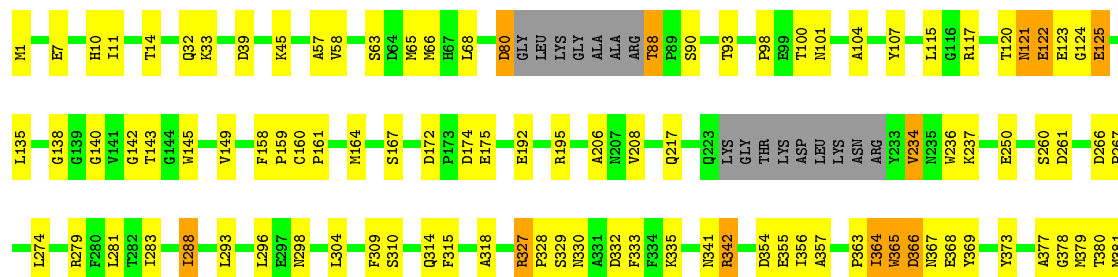 M1 E7 H10 I11 T14 Q32 K33 D39 K45 A57 V58 S63 D64 M65 M66 H67 L68 D80 GLY LEU LYS GLY ALA ALA ARG T88 P89 S90 T93 P98 E99 T100 N101 A104 Y107 L115 G116 R117 T120 N121 E122 E123 G124 E125
L135 G138 G139 G140 V141 G142 T143 G144 W145 V149 F158 P159 C160 P161 M164 S167 D172 P173 D174 E175 E192 R195 A206 N207 V208 Q217 Q223 LYS GLY THR LYS ASP LEU LYS ASN ARG Y233 V234 N235 W236 K237 E250 S260 D261 D266
L274 R279 F280 L281 T282 I283 I288 L293 L296 E297 N298 L304 F309 S310 Q314 F315 A318 R327 P328 S329 N330 A331 D332 F333 F334 K335 N341 R342 D354 E355 I356 A357 P363 I364 W365 D366 N367 E368 Y369 Y373 A377 G378 M379 T380